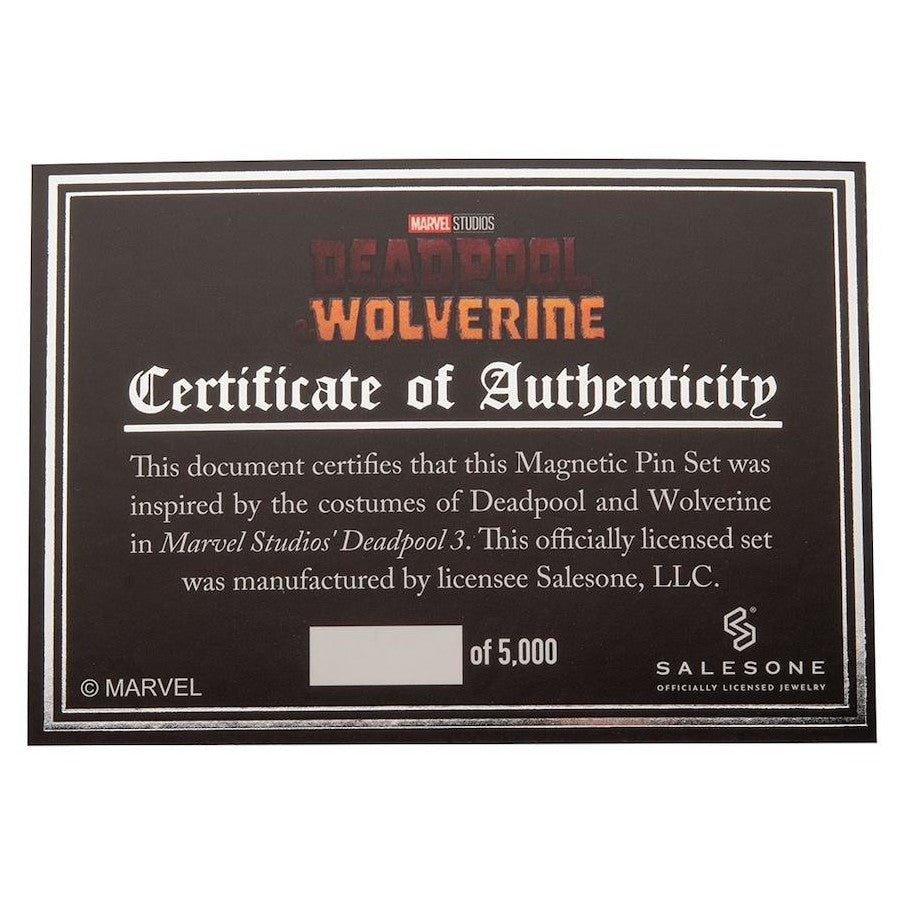 MARVEL STUDIOS
DEADPOOL
& WOLVERINE
Certificate of Authenticity
This document certifies that this Magnetic Pin Set was
inspired by the costumes of Deadpool and Wolverine
in Marvel Studios' Deadpool 3. This officially licensed set
was manufactured by licensee Salesone, LLC.
of 5,000
© MARVEL
®
SALESONE
OFFICIALLY LICENSED JEWELRY